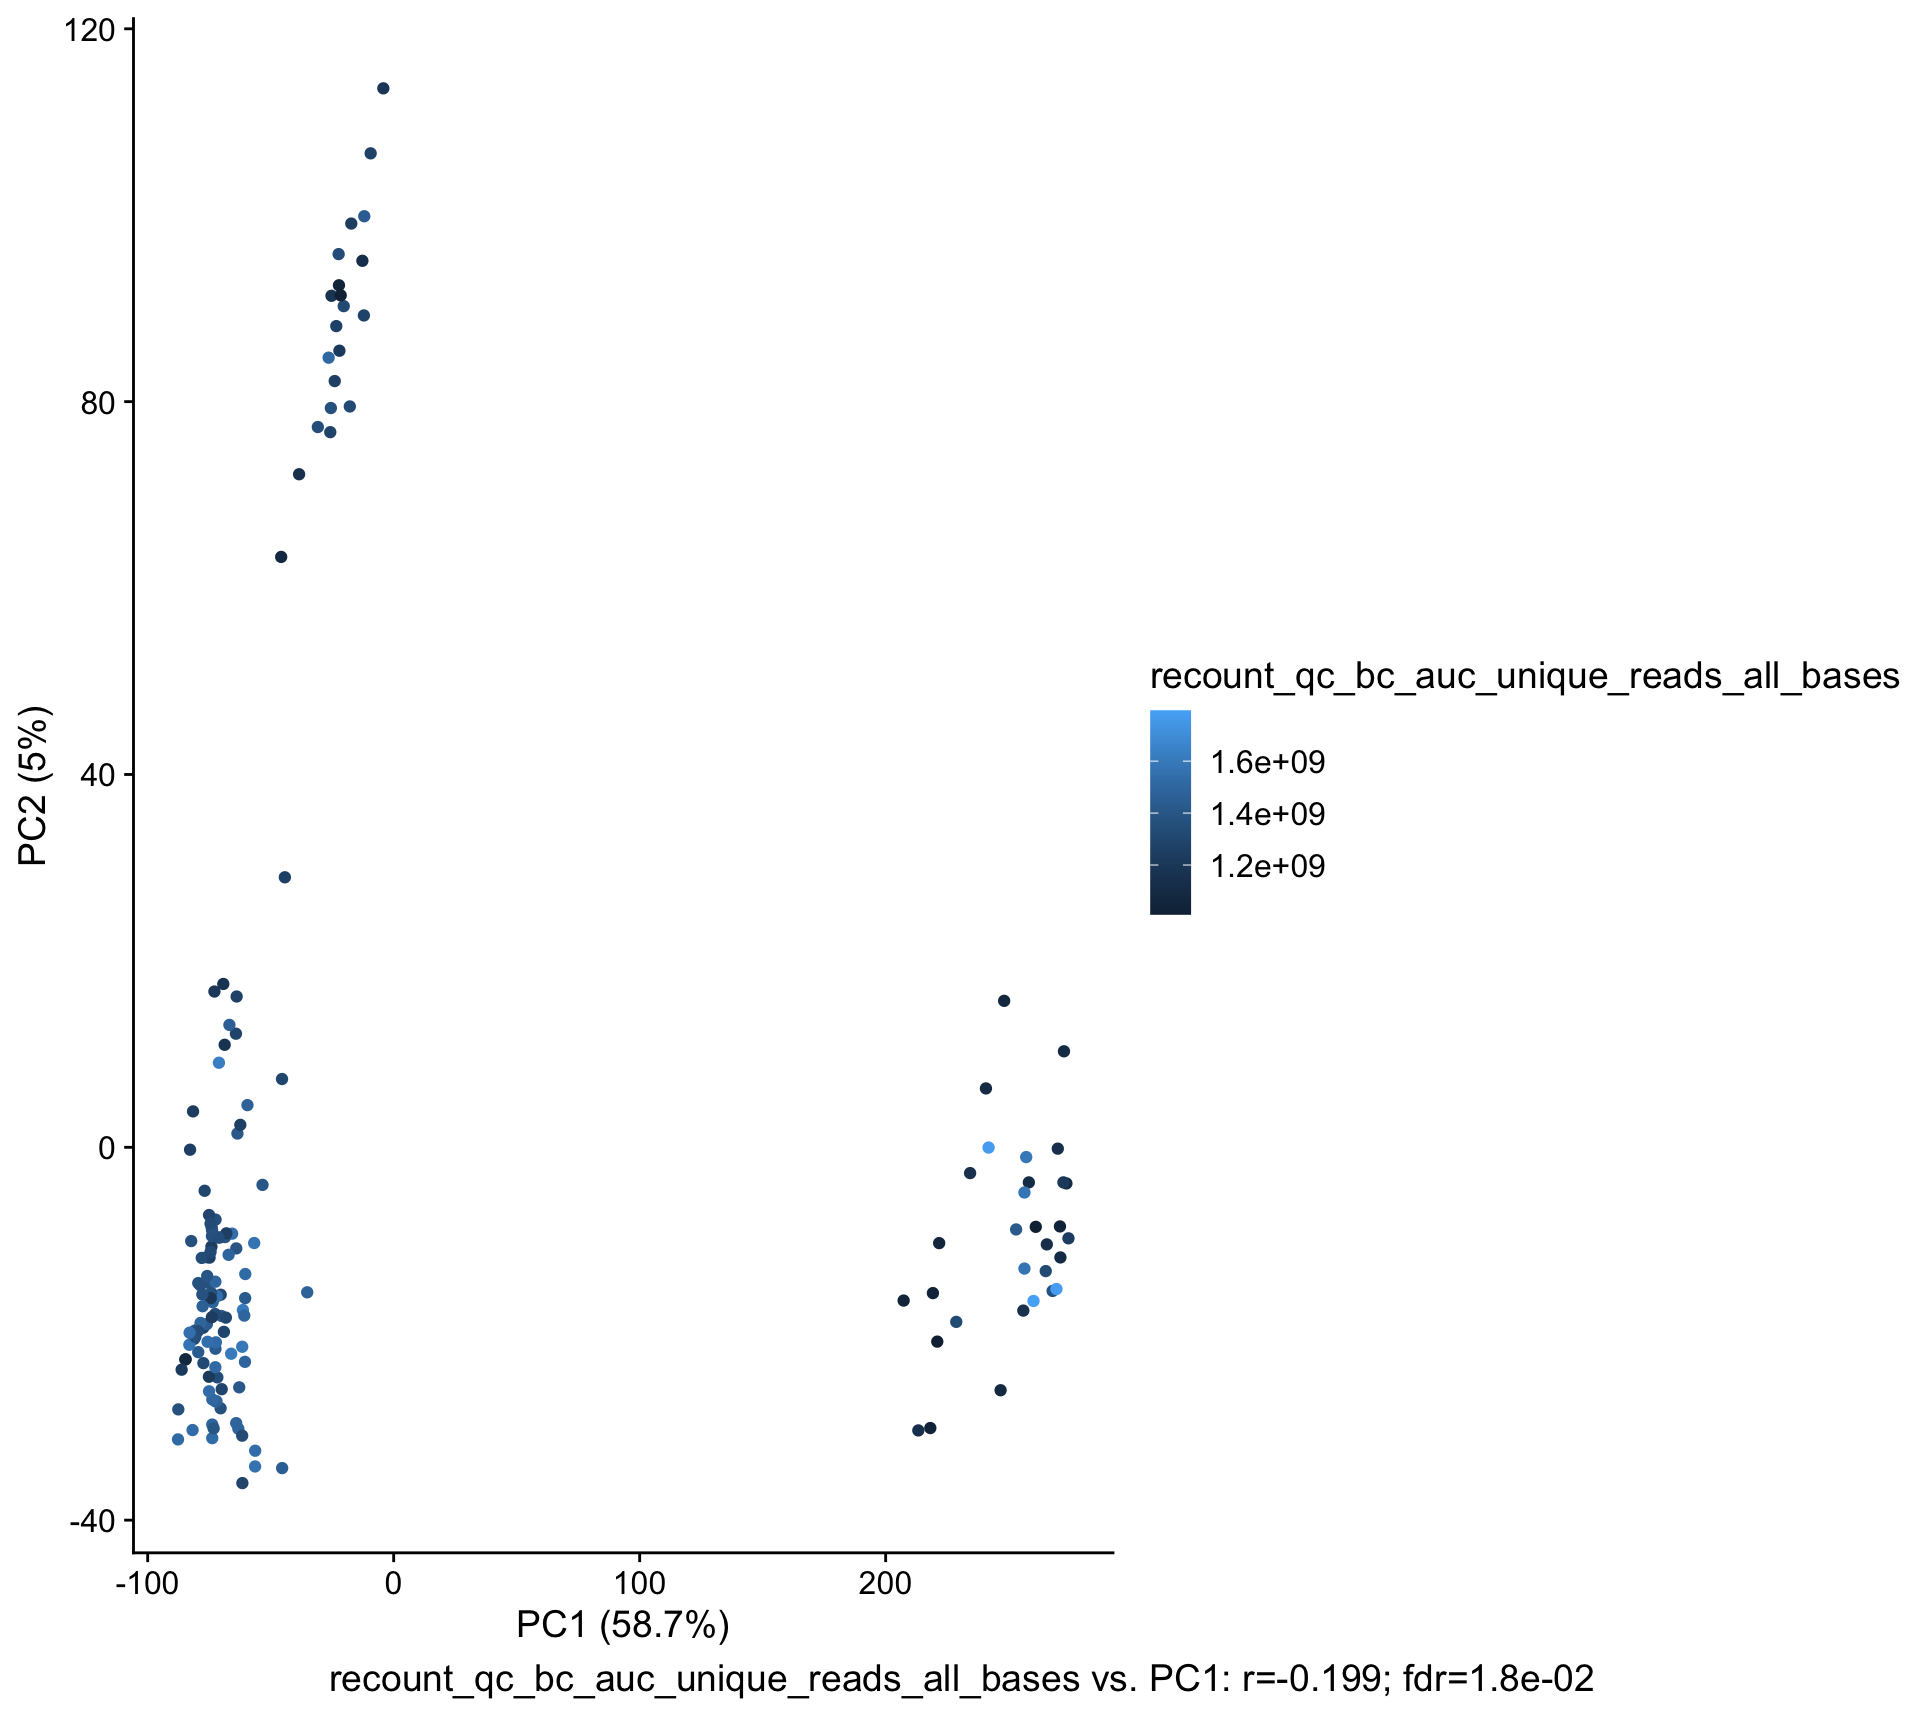 120
80
40
0
-40
PC2 (5%)
-100 0 100 200
PC1 (58.7%)
recount_qc_bc_auc_unique_reads_all_bases
1.6e+09
1.4e+09
1.2e+09
recount_qc_bc_auc_unique_reads_all_bases vs. PC1: r=-0.199; fdr=1.8e-02